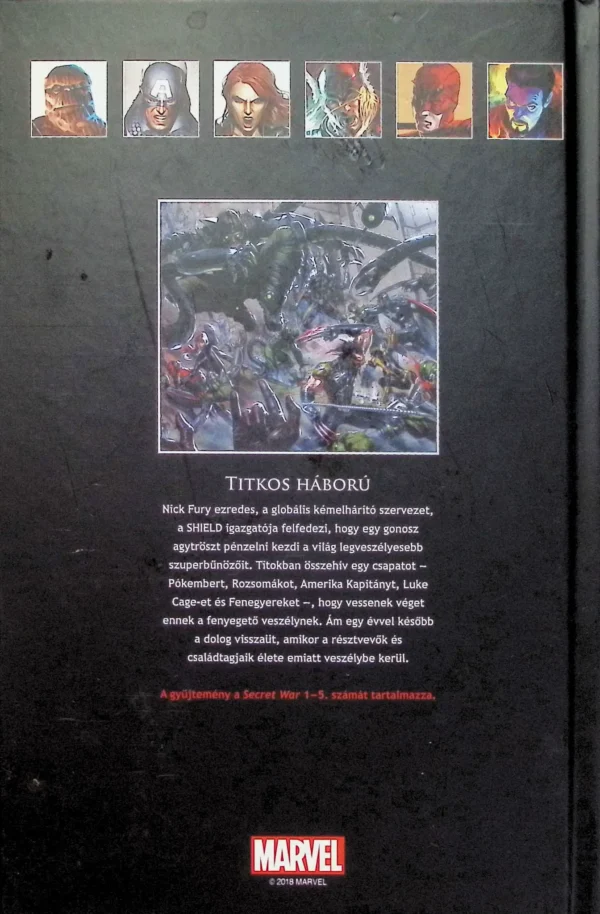 TITKOS HÁBORÚ
Nick Fury ezredes, a globális kémelhárító szervezet,
a SHIELD igazgatója felfedezi, hogy egy gonosz
agytröszt pénzelni kezdi a világ legveszélyesebb
szuperbűnözőit. Titokban összehív egy csapatot –
Pókembert, Rozsomákot, Amerika Kapitányt, Luke
Cage-et és Fenegyereket –, hogy vessenek véget
ennek a fenyegető veszélynek. Ám egy évvel később
a dolog visszaüt, amikor a résztvevők és
családtagjaik élete emiatt veszélybe kerül.
A gyűjtemény a Secret War 1–5. számát tartalmazza.
MARVEL
© 2018 MARVEL